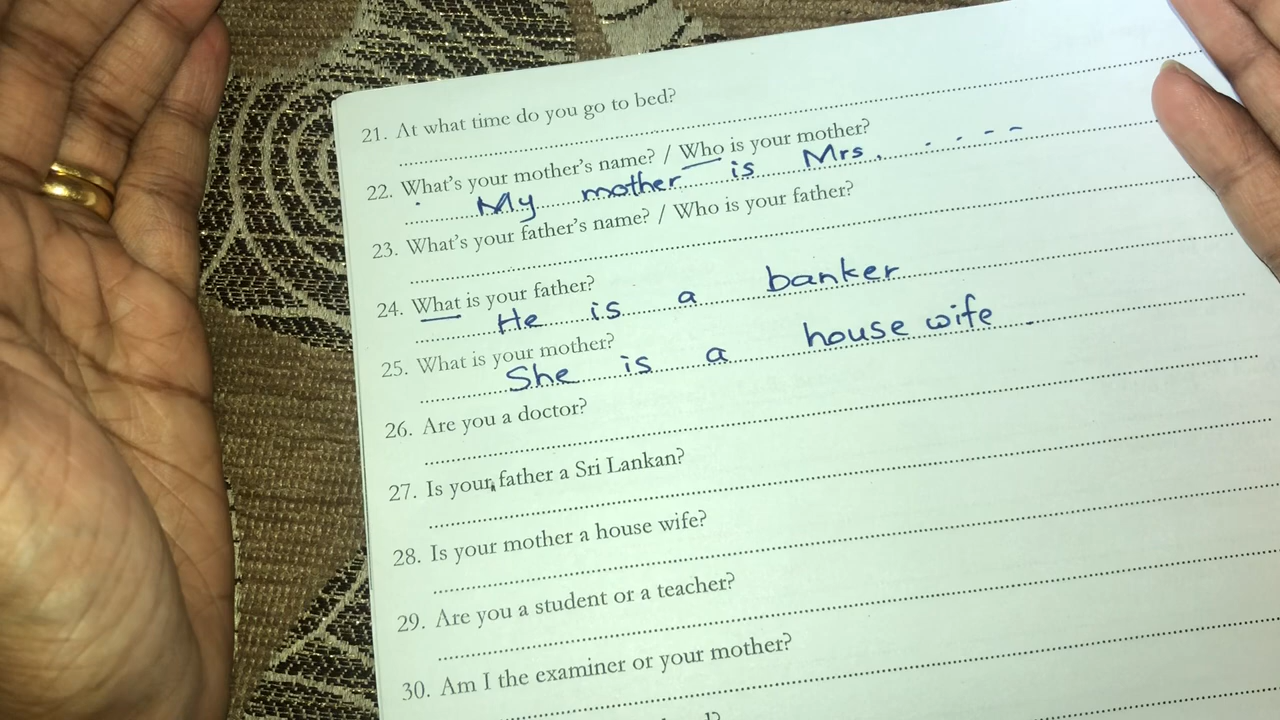 21. At what time do you go to bed?
22. What's your mother's name? / Who is your mother?
My mother is Mrs. . - - -
23. What's your father's name? / Who is your father?
24. What is your father?
He is a banker
25. What is your mother?
She is a house wife .
26. Are you a doctor?
27. Is your father a Sri Lankan?
28. Is your mother a house wife?
29. Are you a student or a teacher?
30. Am I the examiner or your mother?